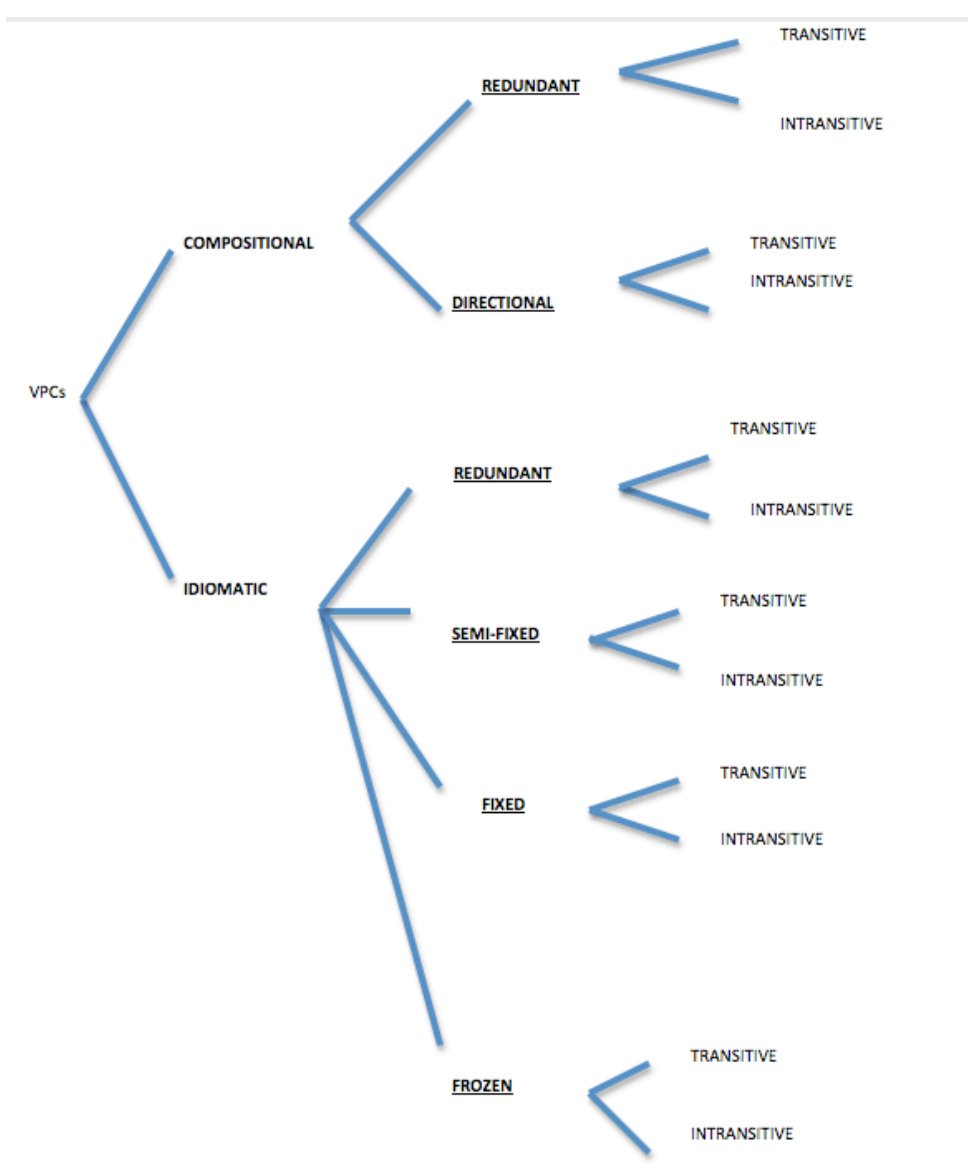 TRANSITIVE
REDUNDANT
INTRANSITIVE
COMPOSITIONAL
TRANSITIVE
INTRANSITIVE
DIRECTIONAL
VPCs
TRANSITIVE
REDUNDANT
INTRANSITIVE
IDIOMATIC
TRANSITIVE
SEMI-FIXED
INTRANSITIVE
TRANSITIVE
FIXED
INTRANSITIVE
TRANSITIVE
FROZEN
INTRANSITIVE